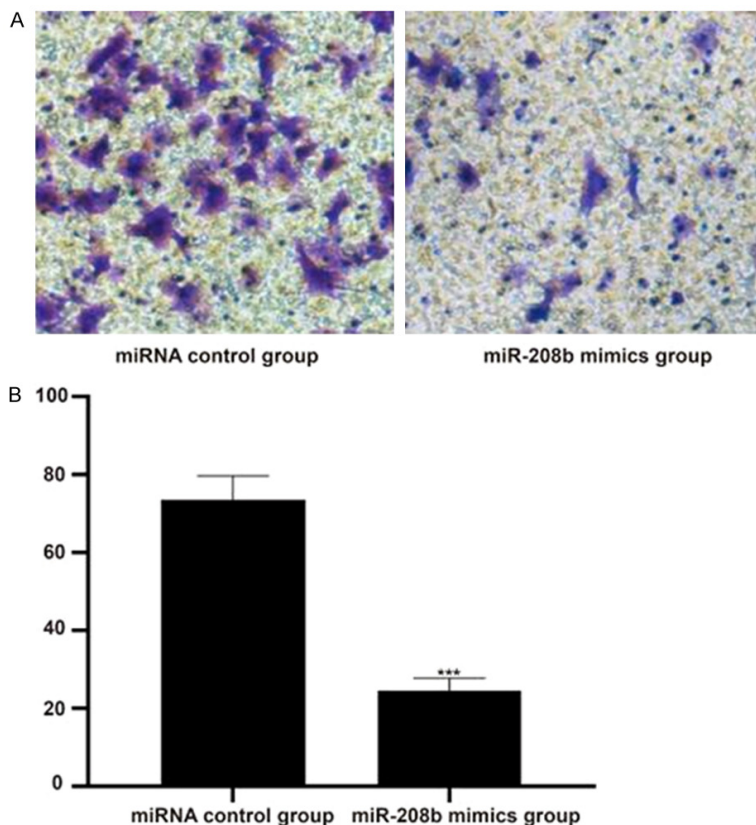 A
miRNA control group
miR-208b mimics group
B
100
80
60
40
20
0
***
miRNA control group
miR-208b mimics group